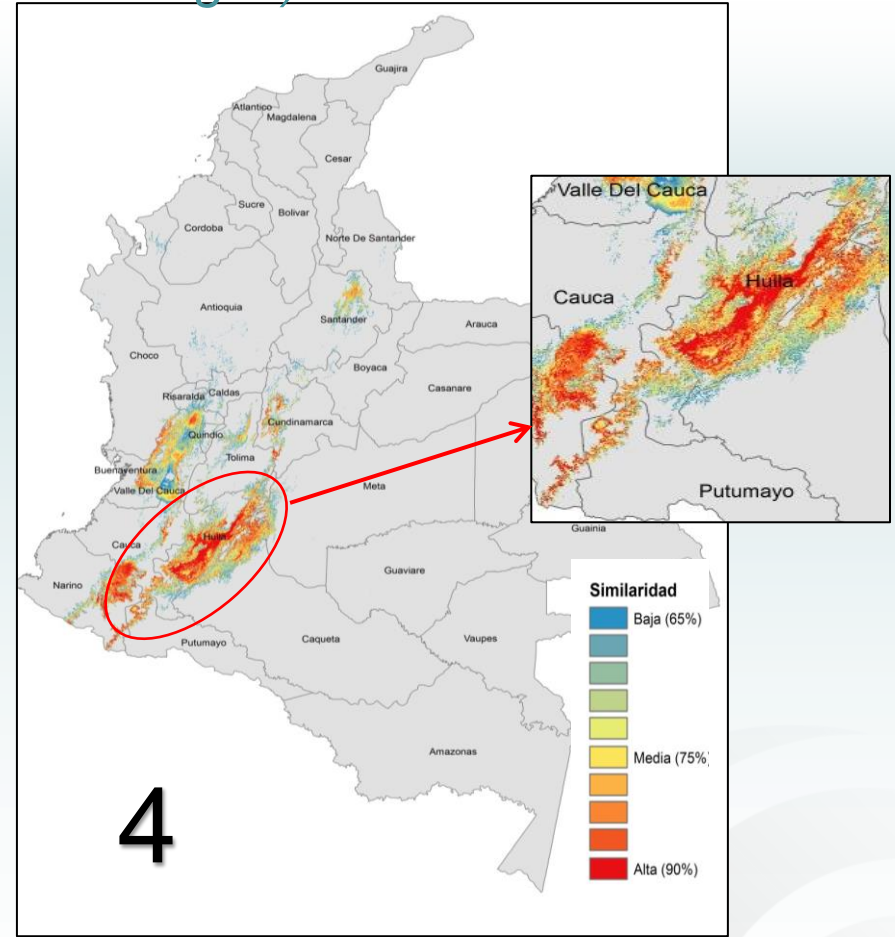 Guajira
Atlantico
Magdalena
Cesar
Sucre
Bolivar
Cordoba
Norte De Santander
Antioquia
Santander
Arauca
Choco
Boyaca
Casanare
Risaralda
Caldas
Cundinamarca
Quindio
Tolima
Buenaventura
Valle Del Cauca
Meta
Cauca
Huila
Guainia
Narino
Guaviare
Putumayo
Caqueta
Vaupes
Amazonas
4
Valle Del Cauca
Huila
Cauca
Putumayo
Similaridad
Baja (65%)
Media (75%
Alta (90%)